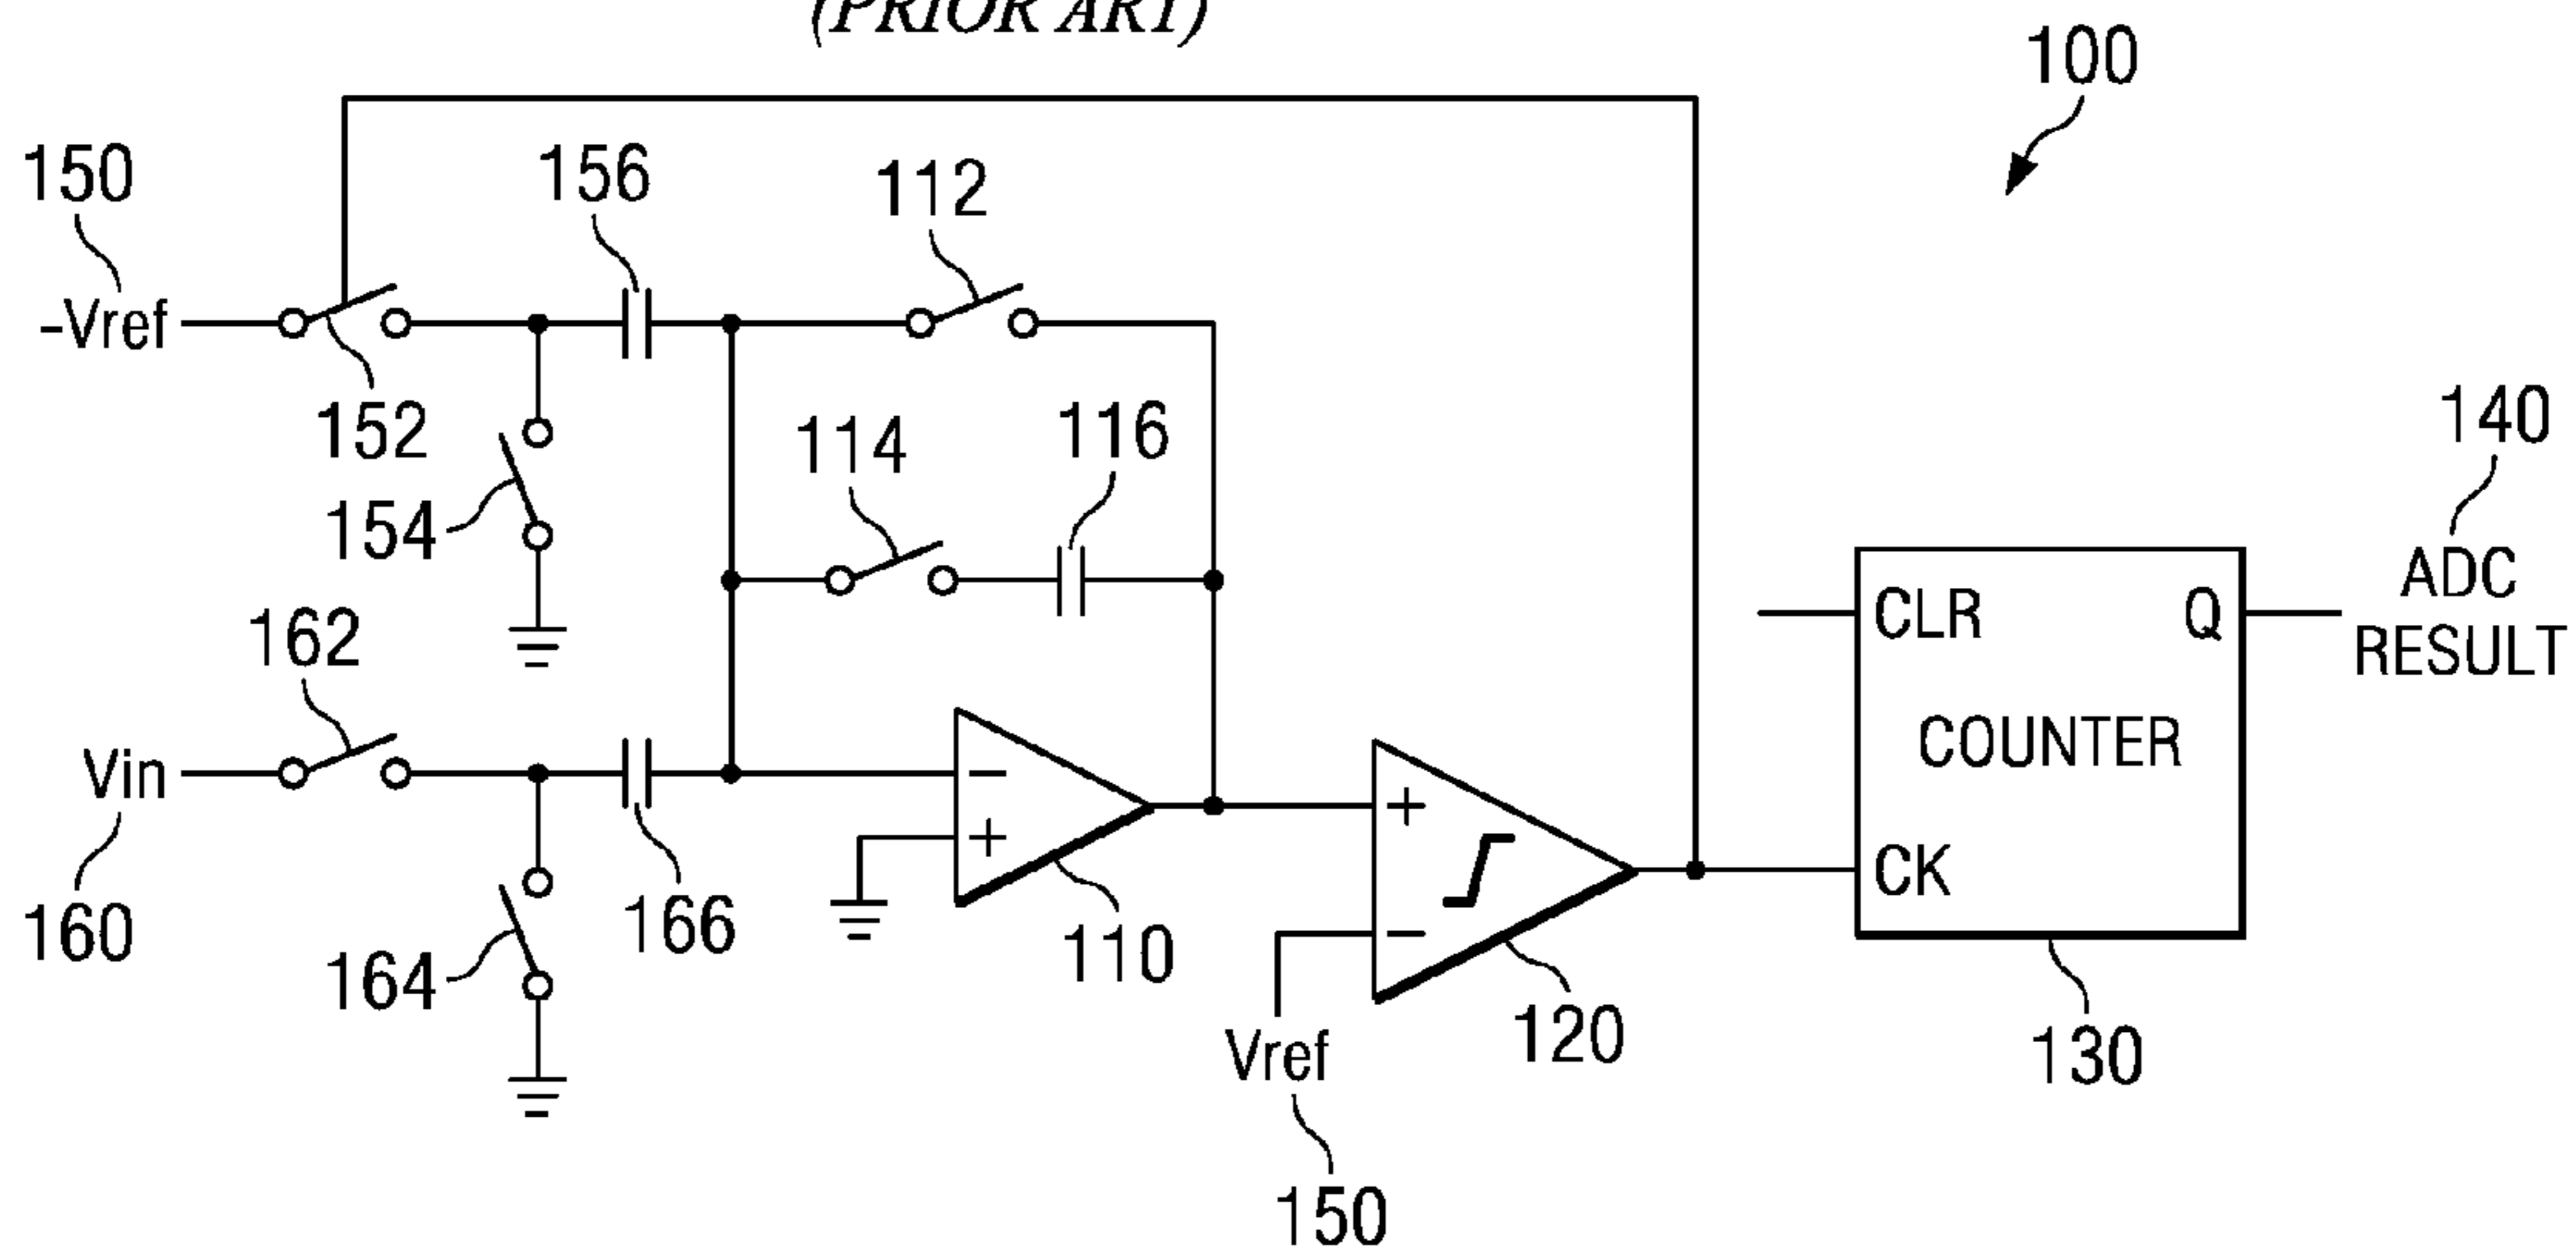 (PRIOR ART)
100
150
156
112
-Vref
152
114
116
140
154
ADC
RESULT
162
CLR
Q
COUNTER
Vin
-
+
+
-
CK
160
166
110
164
120
130
Vref
150